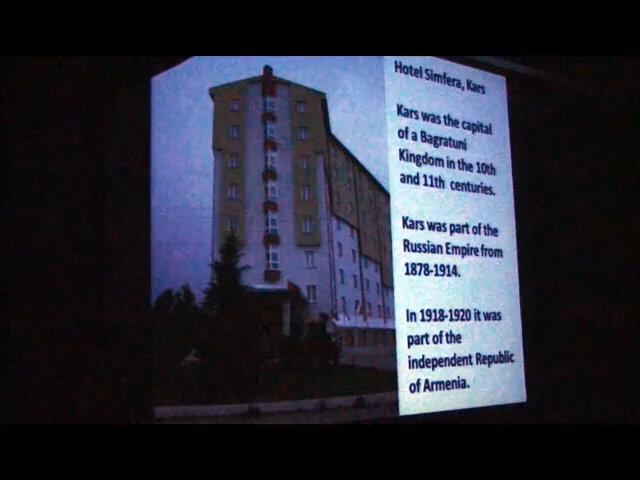 Hotel Simfera, Kars
Kars was the capital
of a Bagratuni
Kingdom in the 10th
and 11th centuries.
Kars was part of the
Russian Empire from
1878-1914.
In 1918-1920 it was
part of the
independent Republic
of Armenia.